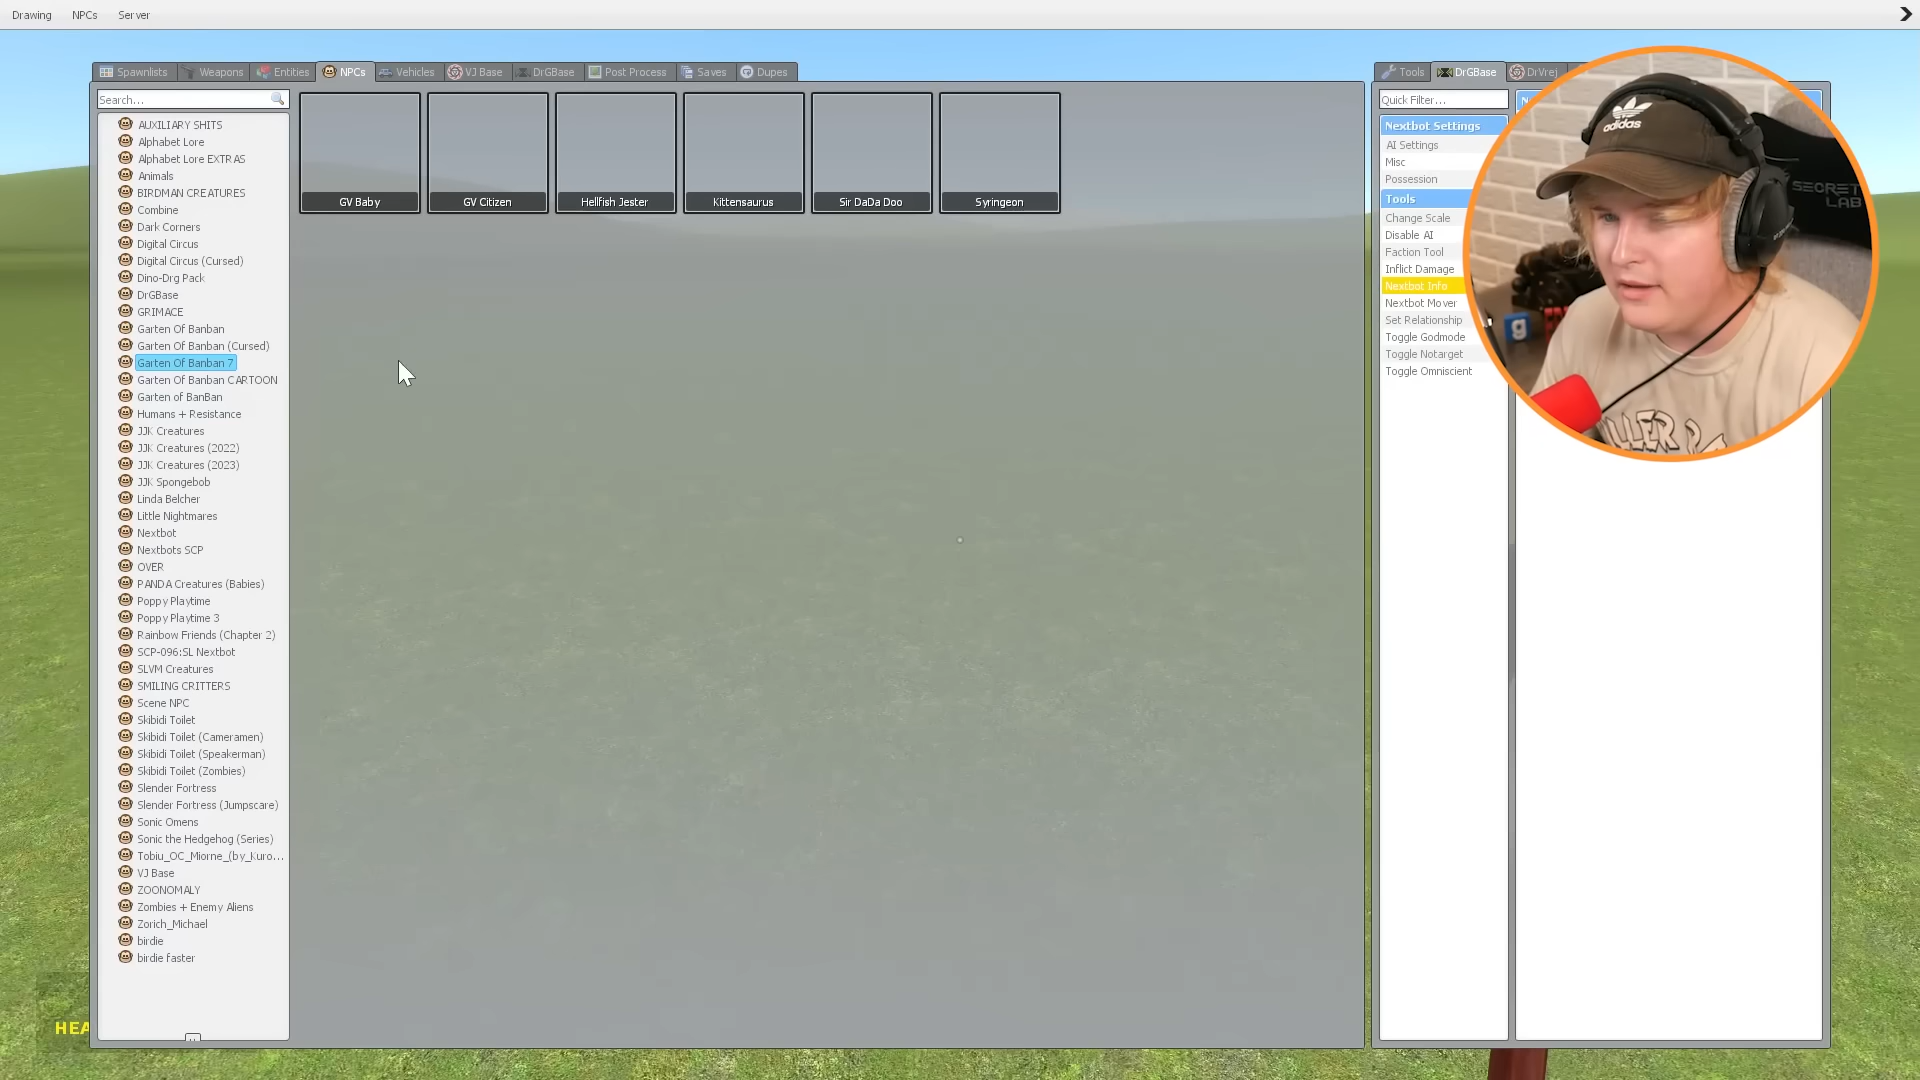 Drawing NPCs Server
Spawnlists Weapons Entities NPCs Vehicles VJ Base DrGBase Post Process Saves Dupes
Search...
AUXILIARY SHITS
Alphabet Lore
Alphabet Lore EXTRAS
Animals
BIRDMAN CREATURES
Combine
Dark Corners
Digital Circus
Digital Circus (Cursed)
Dino-Drg Pack
DrGBase
GRIMACE
Garten Of Banban
Garten Of Banban (Cursed)
Garten Of Banban 7
Garten Of Banban CARTOON
Garten of BanBan
Humans + Resistance
JJK Creatures
JJK Creatures (2022)
JJK Creatures (2023)
JJK Spongebob
Linda Belcher
Little Nightmares
Nextbot
Nextbots SCP
OVER
PANDA Creatures (Babies)
Poppy Playtime
Poppy Playtime 3
Rainbow Friends (Chapter 2)
SCP-096:SL Nextbot
SLVM Creatures
SMILING CRITTERS
Scene NPC
Skibidi Toilet
Skibidi Toilet (Cameramen)
Skibidi Toilet (Speakerman)
Skibidi Toilet (Zombies)
Slender Fortress
Slender Fortress (Jumpscare)
Sonic Omens
Sonic the Hedgehog (Series)
Tobiu_OC_Miorne_(by_Kuro...
VJ Base
ZOONOMALY
Zombies + Enemy Aliens
Zorich_Michael
birdie
birdie faster
HEA
GV Baby GV Citizen Hellfish Jester Kittensaurus Sir DaDa Doo Syringeon
Tools DrGBase DrVrej
Quick Filter...
Nextbot Settings
AI Settings
Misc
Possession
Tools
Change Scale
Disable AI
Faction Tool
Inflict Damage
Nextbot Info
Nextbot Mover
Set Relationship
Toggle Godmode
Toggle Notarget
Toggle Omniscient
adidas
SECRET
LAB
g